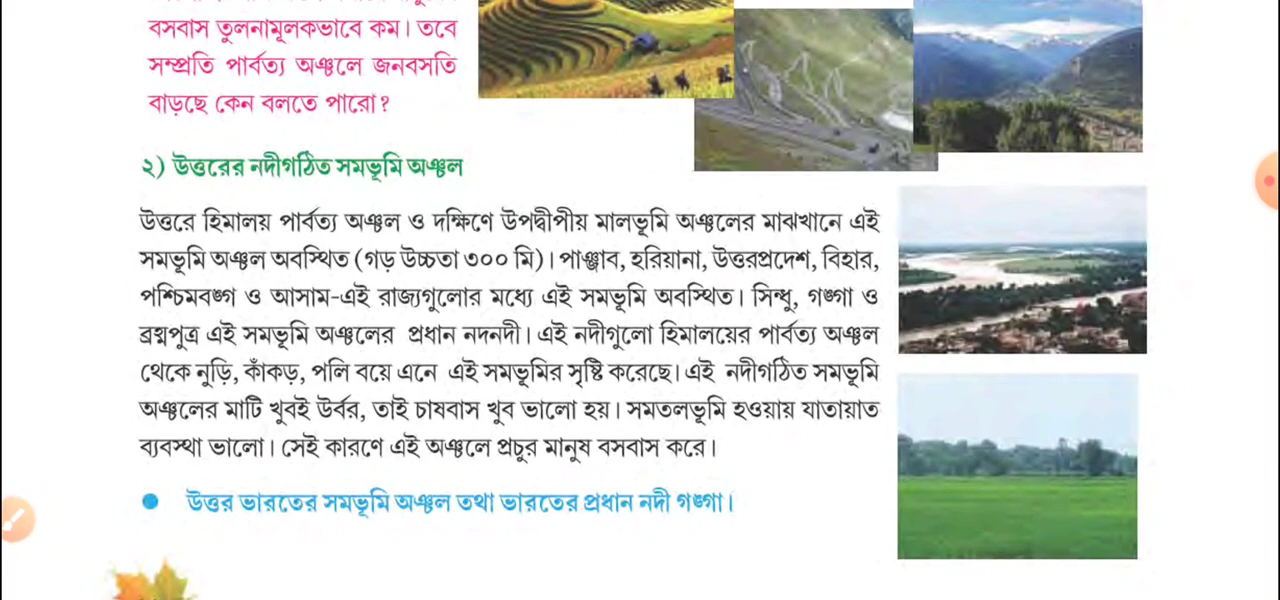 বসবাস তুলনামূলকভাবে কম। তবে
সম্প্রতি পার্বত্য অঞ্চলে জনবসতি
বাড়ছে কেন বলতে পারো?
২) উত্তরের নদীগঠিত সমভূমি অঞ্চল
উত্তরে হিমালয় পার্বত্য অঞ্চল ও দক্ষিণে উপদ্বীপীয় মালভূমি অঞ্চলের মাঝখানে এই
সমভূমি অঞ্চল অবস্থিত (গড় উচ্চতা ৩০০ মি)। পাঞ্জাব, হরিয়ানা, উত্তরপ্রদেশ, বিহার,
পশ্চিমবঙ্গ ও আসাম-এই রাজ্যগুলোর মধ্যে এই সমভূমি অবস্থিত। সিন্ধু, গঙ্গা ও
ব্রহ্মপুত্র এই সমভূমি অঞ্চলের প্রধান নদনদী। এই নদীগুলো হিমালয়ের পার্বত্য অঞ্চল
থেকে নুড়ি, কাঁকড়, পলি বয়ে এনে এই সমভূমির সৃষ্টি করেছে। এই নদীগঠিত সমভূমি
অঞ্চলের মাটি খুবই উর্বর, তাই চাষবাস খুব ভালো হয়। সমতলভূমি হওয়ায় যাতায়াত
ব্যবস্থা ভালো। সেই কারণে এই অঞ্চলে প্রচুর মানুষ বসবাস করে।
● উত্তর ভারতের সমভূমি অঞ্চল তথা ভারতের প্রধান নদী গঙ্গা।